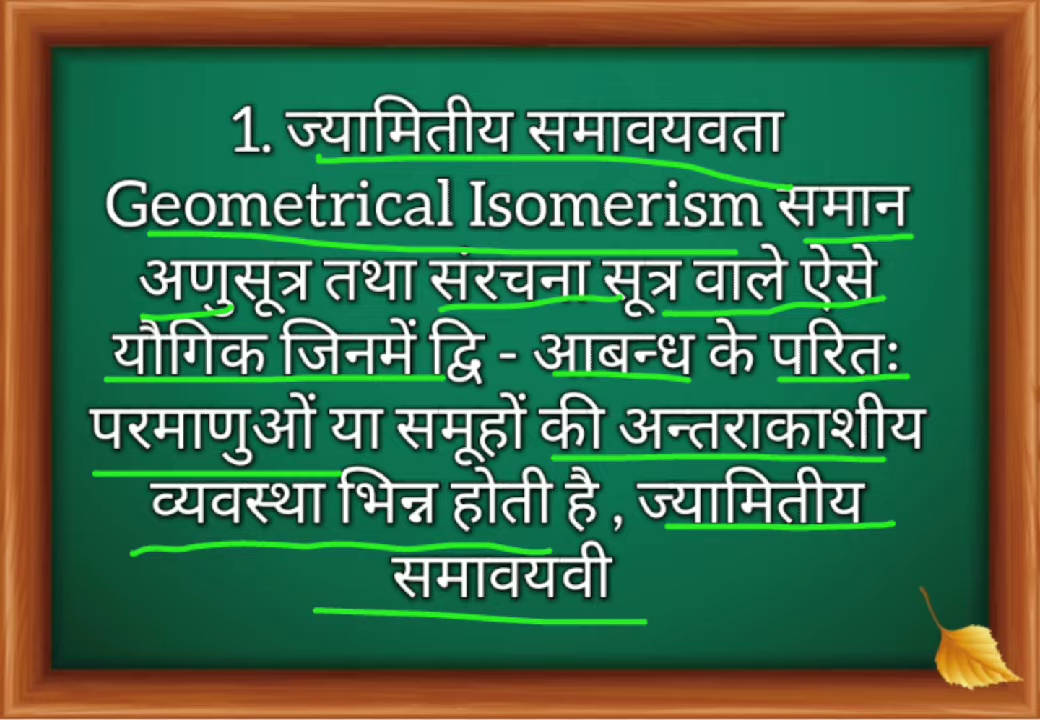 1. ज्यामितीय समावयवता
Geometrical Isomerism समान
अणुसूत्र तथा संरचना सूत्र वाले ऐसे
यौगिक जिनमें द्वि - आबन्ध के परितः
परमाणुओं या समूहों की अन्तराकाशीय
व्यवस्था भिन्न होती है , ज्यामितीय
समावयवी